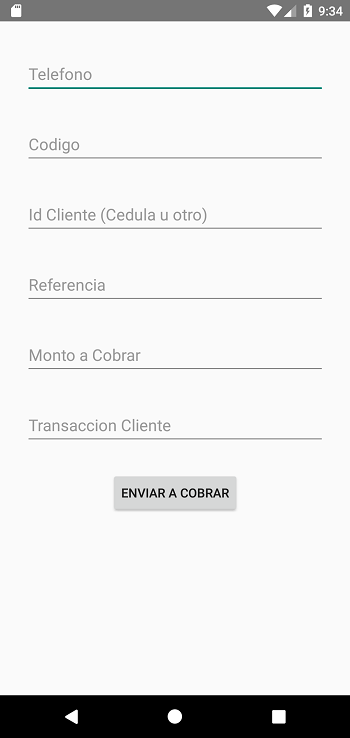 9:34
Telefono
Codigo
Id Cliente (Cedula u otro)
Referencia
Monto a Cobrar
Transaccion Cliente
ENVIAR A COBRAR